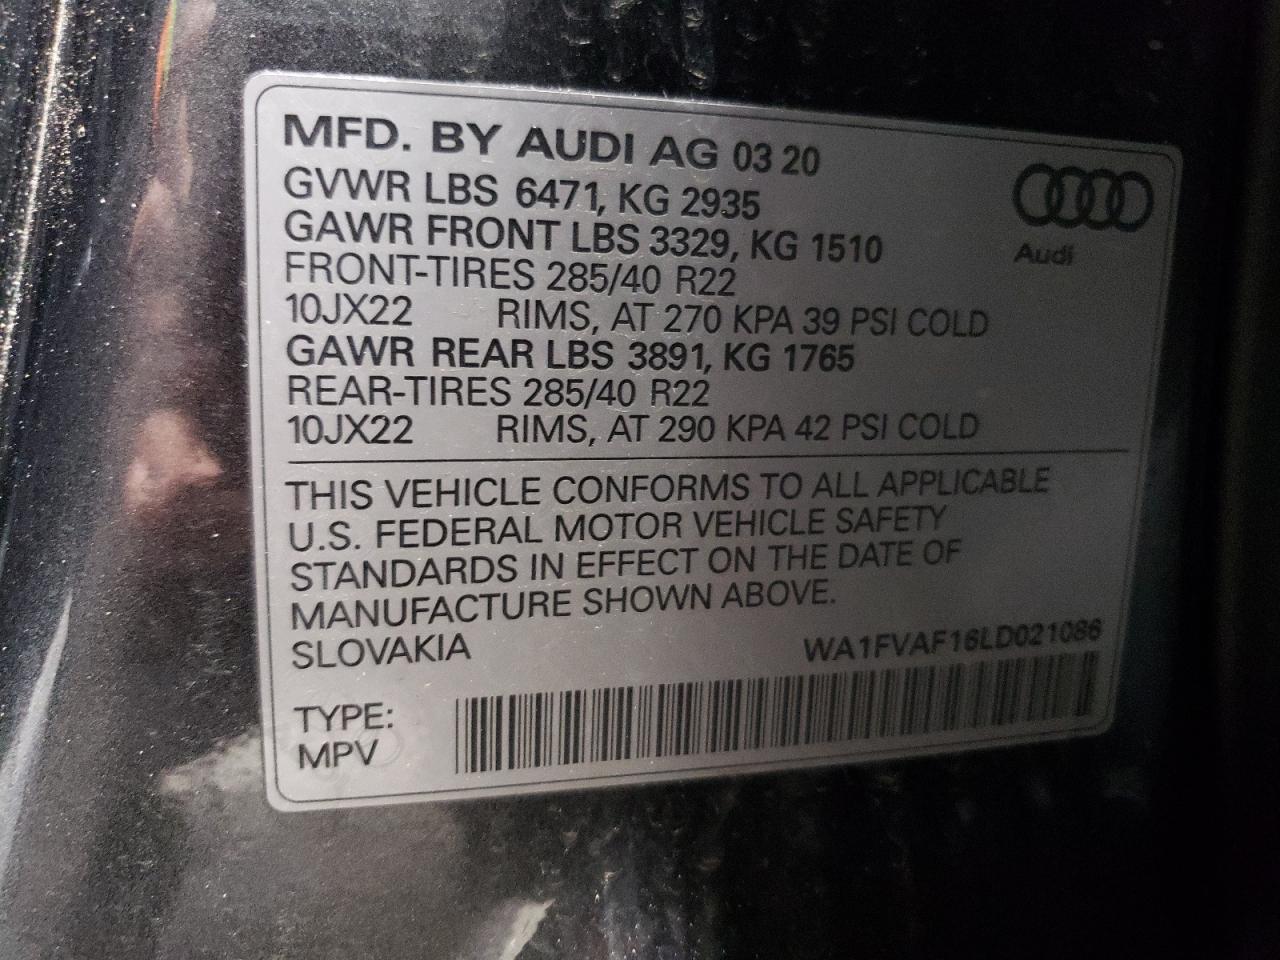 MFD. BY AUDI AG 03 20
GVWR LBS 6471, KG 2935
GAWR FRONT LBS 3329, KG 1510
FRONT-TIRES 285/40 R22
10JX22 RIMS, AT 270 KPA 39 PSI COLD
GAWR REAR LBS 3891, KG 1765
REAR-TIRES 285/40 R22
10JX22 RIMS, AT 290 KPA 42 PSI COLD
Audi
THIS VEHICLE CONFORMS TO ALL APPLICABLE
U.S. FEDERAL MOTOR VEHICLE SAFETY
STANDARDS IN EFFECT ON THE DATE OF
MANUFACTURE SHOWN ABOVE.
SLOVAKIA WA1FVAF16LD021086
TYPE:
MPV